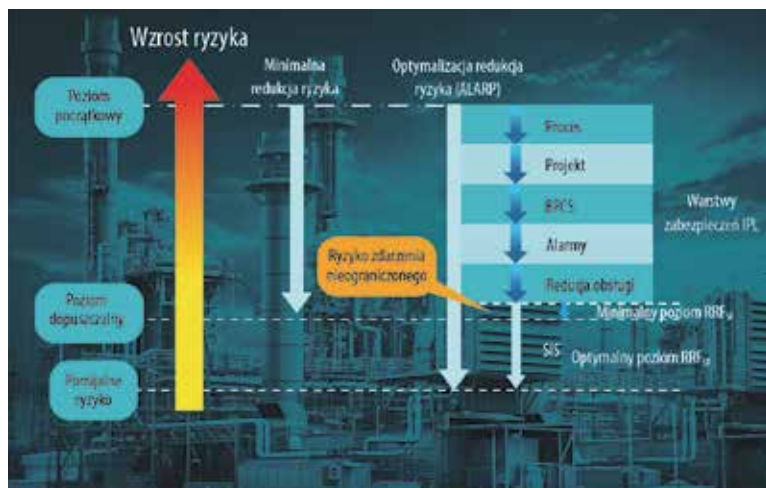 Wzrost ryzyka
Minimalna
redukcja ryzyka
Optymalizacja redukcja
ryzyka (ALARP)
Poziom
początkowy
Proces
Projekt
BPCS
Alarmy
Redukcja obsługi
Warstwy
zabezpieczeń IPL
Ryzyko zdarzenia
nieograniczonego
Poziom
dopuszczalny
Minimalny poziom RRF
SIS
Optymalny poziom RRF
Pomijalne
ryzyko